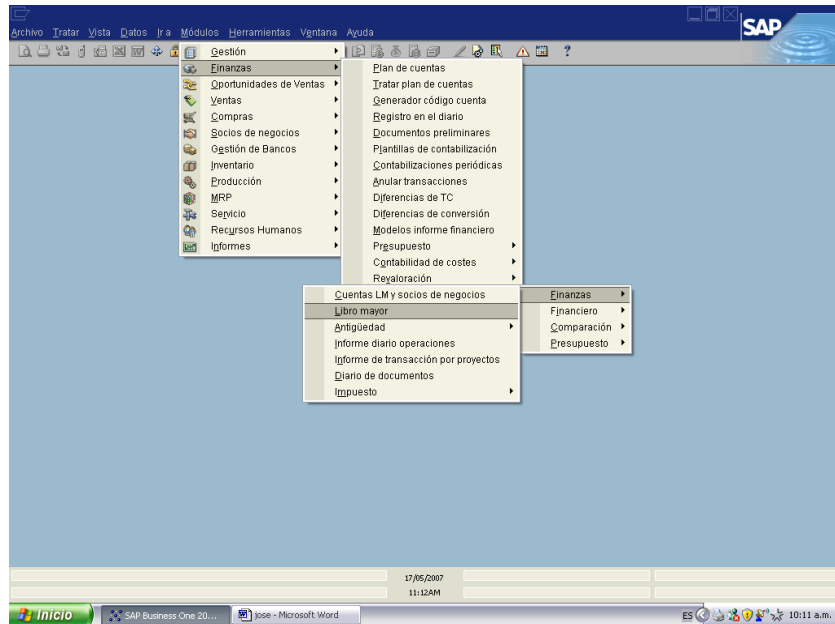 Archivo Tratar Vista Datos Ir a Módulos Herramientas Ventana Ayuda
SAP
Gestión
Finanzas
Oportunidades de Ventas
Ventas
Compras
Socios de negocios
Gestión de Bancos
Inventario
Producción
MRP
Servicio
Recursos Humanos
Informes
Plan de cuentas
Tratar plan de cuentas
Generador código cuenta
Registro en el diario
Documentos preliminares
Plantillas de contabilización
Contabilizaciones periódicas
Anular transacciones
Diferencias de TC
Diferencias de conversión
Modelos informe financiero
Presupuesto
Contabilidad de costes
Revaloración
Finanzas
Financiero
Comparación
Presupuesto
Cuentas LM y socios de negocios
Libro mayor
Antigüedad
Informe diario operaciones
Informe de transacción por proyectos
Diario de documentos
Impuesto
17/05/2007
11:12AM
Inicio SAP Business One 20... jose - Microsoft Word ES 10:11 a.m.